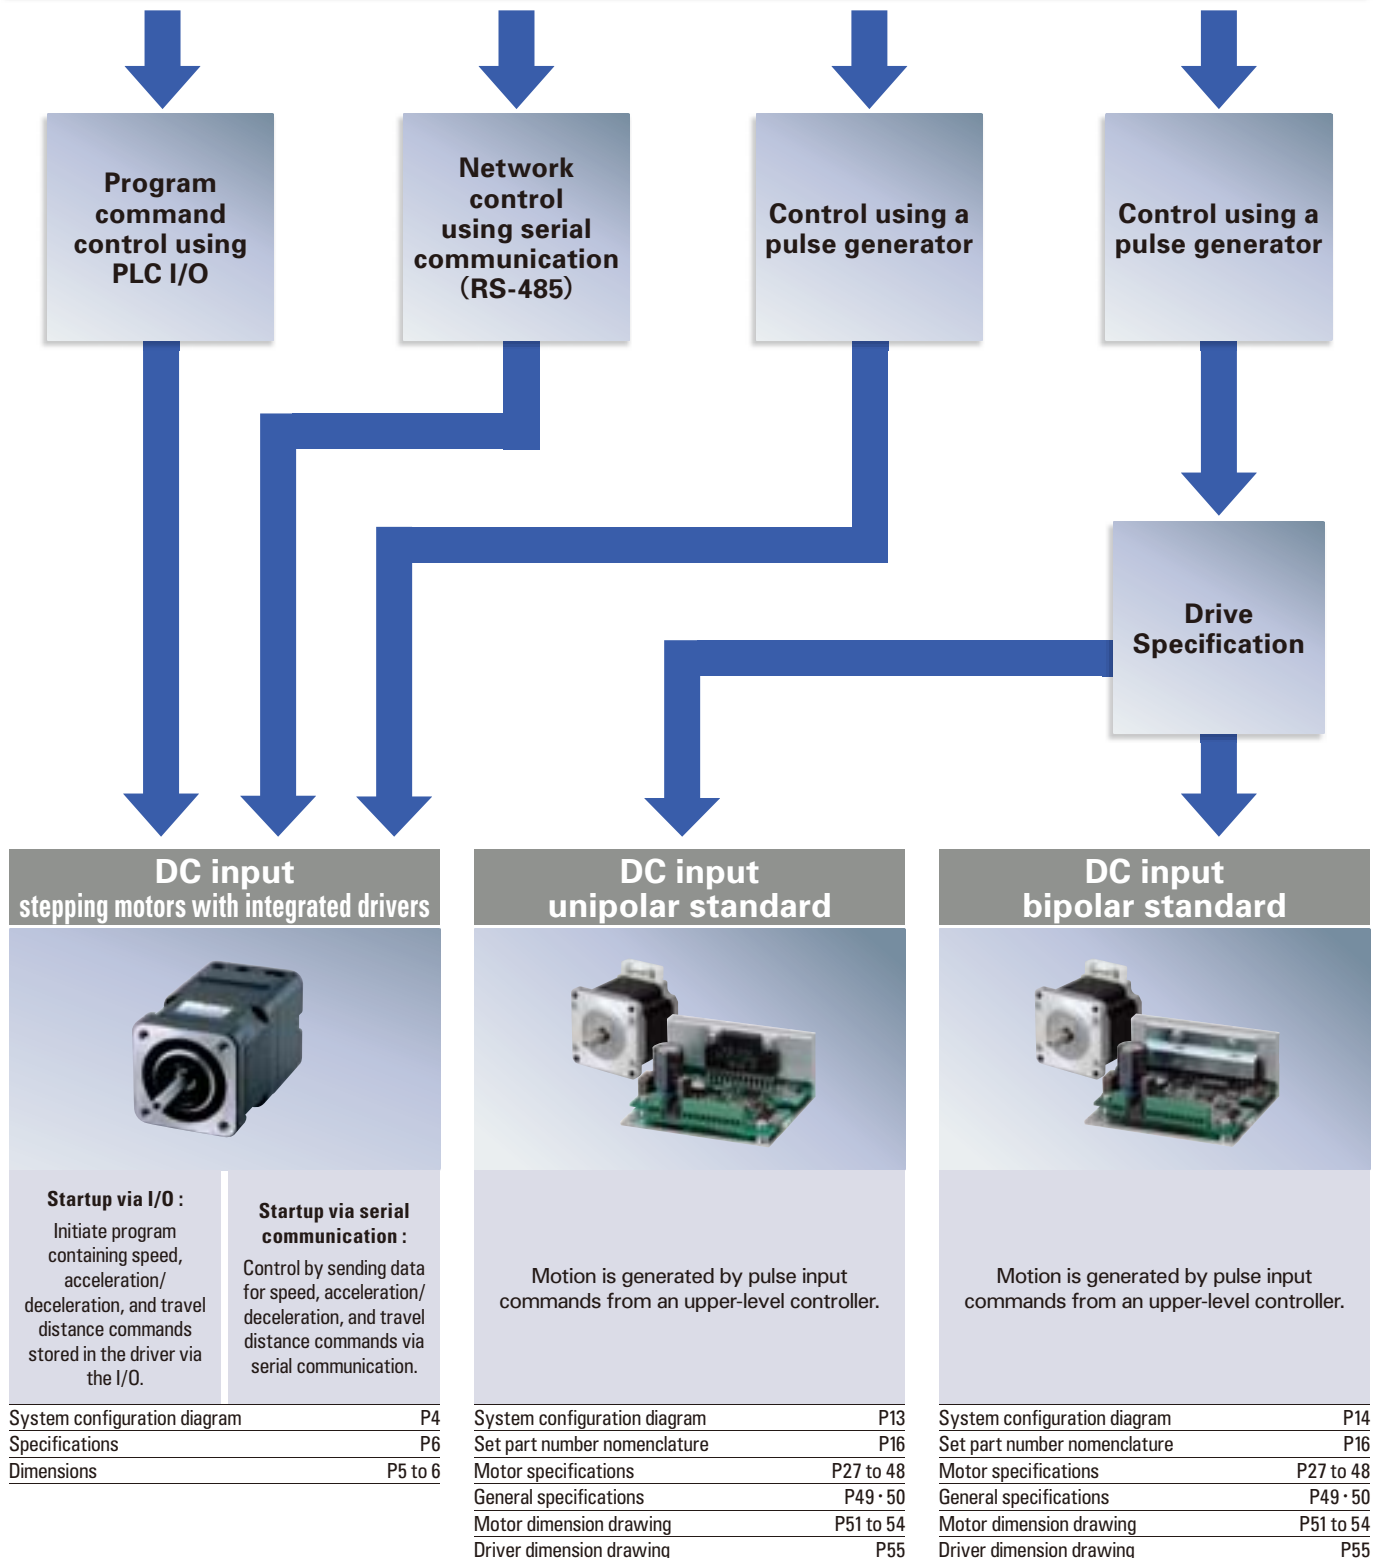 Program
command
control using
PLC I/O
Network
control
using serial
communication
(RS-485)
Control using a
pulse generator
Control using a
pulse generator
Drive
Specification
DC input
stepping motors with integrated drivers
Startup via I/O :
Initiate program
containing speed,
acceleration/
deceleration, and travel
distance commands
stored in the driver via
the I/O.
Startup via serial
communication :
Control by sending data
for speed, acceleration/
deceleration, and travel
distance commands via
serial communication.
System configuration diagram P4
Specifications P6
Dimensions P5 to 6
DC input
unipolar standard
Motion is generated by pulse input
commands from an upper-level controller.
System configuration diagram P13
Set part number nomenclature P16
Motor specifications P27 to 48
General specifications P49・50
Motor dimension drawing P51 to 54
Driver dimension drawing P55
DC input
bipolar standard
Motion is generated by pulse input
commands from an upper-level controller.
System configuration diagram P14
Set part number nomenclature P16
Motor specifications P27 to 48
General specifications P49・50
Motor dimension drawing P51 to 54
Driver dimension drawing P55